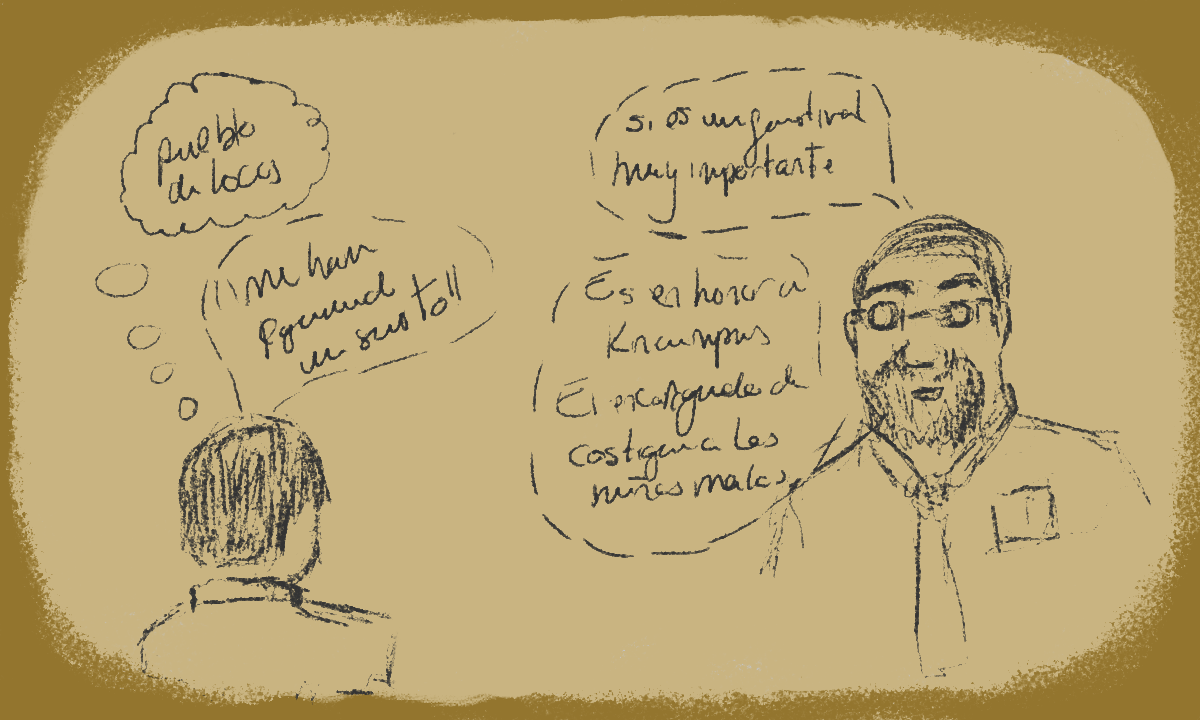 pueblo
de locos
"me han
pegado
un susto"
si es un festival
muy importante
Es en honor a
Krampus
El encargado de
castigar a los
niños malos